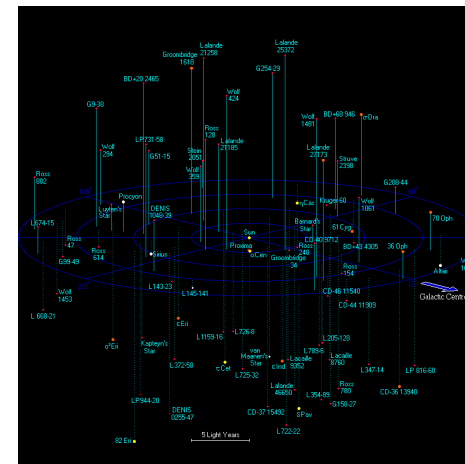 Lalande
25372
Lalande
21258
Groombridge
1618
G254-29
BD+20 2465
Wolf
424
G9-38
Wolf
1481
BD+68 946
σ Dra
Ross
128
LP731-58
G51-15
Lalande
21185
Wolf
294
Stein
2051
Wolf
359
Lalande
27173
Struve
2398
Ross
882
Procyon
G208-44
Luyten's
Star
DENIS
1048-39
ηCas
Kruger 60
Wolf
1061
L674-15
Barnard's
Star
61 Cyg
70 Oph
Sun
CD-40 9712
Ross
47
Ross
614
Sirius
Proxima
αCen
Groombridge
34
Ross
248
BD+43 4305
36 Oph
G99-49
Ross
154
Altair
L143-23
L145-141
CD-46 11540
CD-44 11909
Galactic Centre
Wolf
1453
L 668-21
ε Eri
L1159-16
L726-8
L205-128
o²Eri
Kapteyn's
Star
van
Maanen's
Star
L789-6
L372-58
τ Cet
L725-32
ε Ind
Lacaille
9352
Lacaille
8760
L347-14
LP 816-60
Lalande
46650
Ross
780
CD-36 13940
LP944-20
DENIS
0255-47
CD-37 15492
L354-89
G158-27
δ Pav
L722-22
82 Eri
5 Light Years